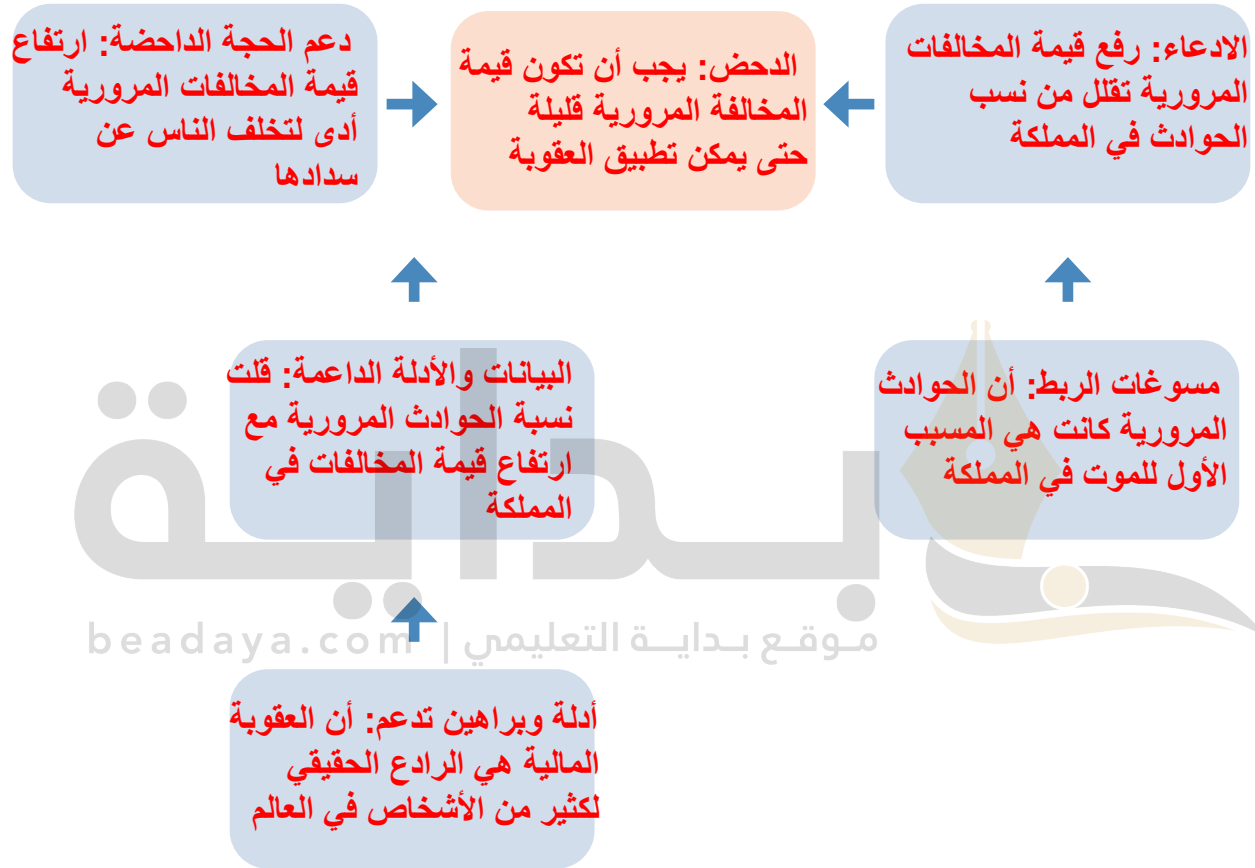 الادعاء: رفع قيمة المخالفات
المرورية تقلل من نسب
الحوادث في المملكة
الدحض: يجب أن تكون قيمة
المخالفة المرورية قليلة
حتى يمكن تطبيق العقوبة
دعم الحجة الداحضة: ارتفاع
قيمة المخالفات المرورية
أدى لتخلف الناس عن
سدادها
مسوغات الربط: أن الحوادث
المرورية كانت هي المسبب
الأول للموت في المملكة
البيانات والأدلة الداعمة: قلت
نسبة الحوادث المرورية مع
ارتفاع قيمة المخالفات في
المملكة
بداية
موقع بداية التعليمي | beadaya.com
أدلة وبراهين تدعم: أن العقوبة
المالية هي الرادع الحقيقي
لكثير من الأشخاص في العالم